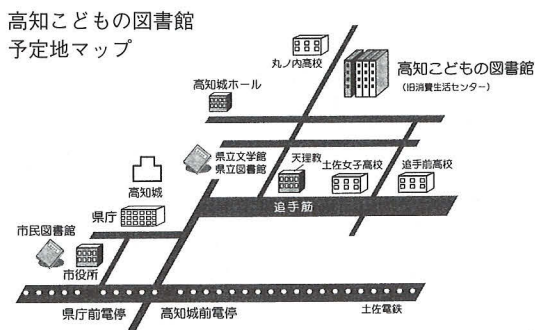 高知こどもの図書館
予定地マップ
丸ノ内高校
高知こどもの図書館
（旧消費生活センター）
高知城ホール
県立文学館
県立図書館
天理教
土佐女子高校
追手前高校
高知城
追手筋
県庁
市民図書館
市役所
県庁前電停
高知城前電停
土佐電鉄